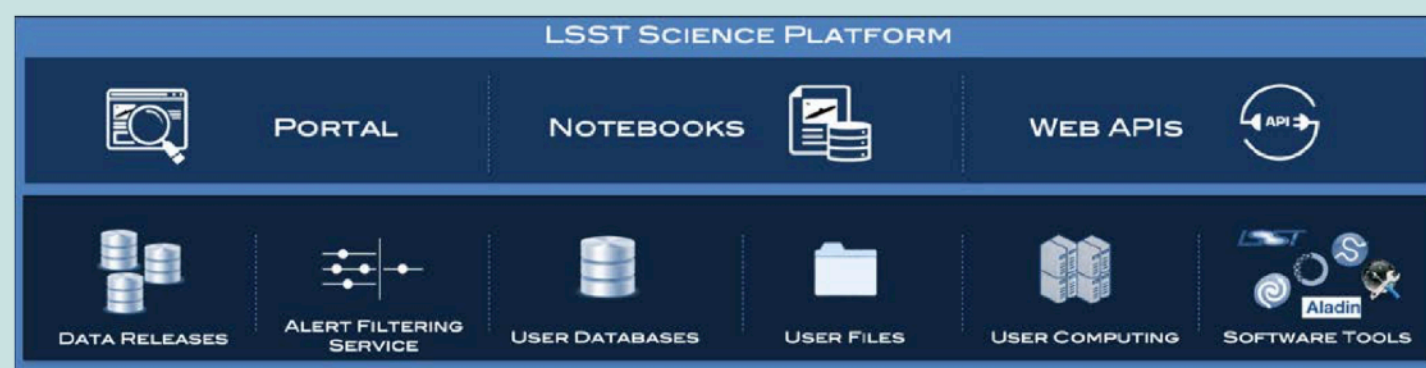 LSST SCIENCE PLATFORM
PORTAL
NOTEBOOKS
WEB APIS
API
DATA RELEASES
ALERT FILTERING
SERVICE
USER DATABASES
USER FILES
USER COMPUTING
LSST
Aladin
SOFTWARE TOOLS